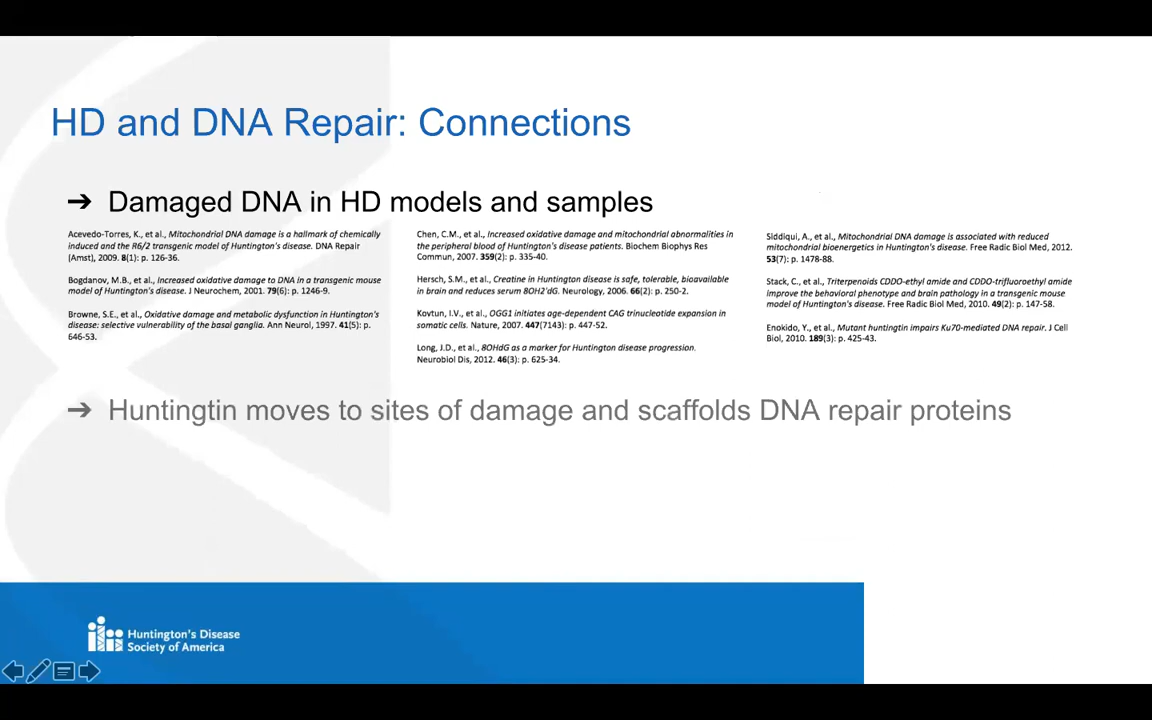 HD and DNA Repair: Connections
➔ Damaged DNA in HD models and samples
Acevedo-Torres, K., et al., Mitochondrial DNA damage is a hallmark of chemically
induced and the R6/2 transgenic model of Huntington's disease. DNA Repair
(Amst), 2009. 8(1): p. 126-36.
Bogdanov, M.B., et al., Increased oxidative damage to DNA in a transgenic mouse
model of Huntington's disease. J Neurochem, 2001. 79(6): p. 1246-9.
Browne, S.E., et al., Oxidative damage and metabolic dysfunction in Huntington's
disease: selective vulnerability of the basal ganglia. Ann Neurol, 1997. 41(5): p.
646-53.
Chen, C.M., et al., Increased oxidative damage and mitochondrial abnormalities in
the peripheral blood of Huntington's disease patients. Biochem Biophys Res
Commun, 2007. 359(2): p. 335-40.
Hersch, S.M., et al., Creatine in Huntington disease is safe, tolerable, bioavailable
in brain and reduces serum 8OH2'dG. Neurology, 2006. 66(2): p. 250-2.
Kovtun, I.V., et al., OGG1 initiates age-dependent CAG trinucleotide expansion in
somatic cells. Nature, 2007. 447(7143): p. 447-52.
Long, J.D., et al., 8OHdG as a marker for Huntington disease progression.
Neurobiol Dis, 2012. 46(3): p. 625-34.
Siddiqui, A., et al., Mitochondrial DNA damage is associated with reduced
mitochondrial bioenergetics in Huntington's disease. Free Radic Biol Med, 2012.
53(7): p. 1478-88.
Stack, C., et al., Triterpenoids CDDO-ethyl amide and CDDO-trifluoroethyl amide
improve the behavioral phenotype and brain pathology in a transgenic mouse
model of Huntington's disease. Free Radic Biol Med, 2010. 49(2): p. 147-58.
Enokido, Y., et al., Mutant huntingtin impairs Ku70-mediated DNA repair. J Cell
Biol, 2010. 189(3): p. 425-43.
➔ Huntingtin moves to sites of damage and scaffolds DNA repair proteins
Huntington's Disease
Society of America